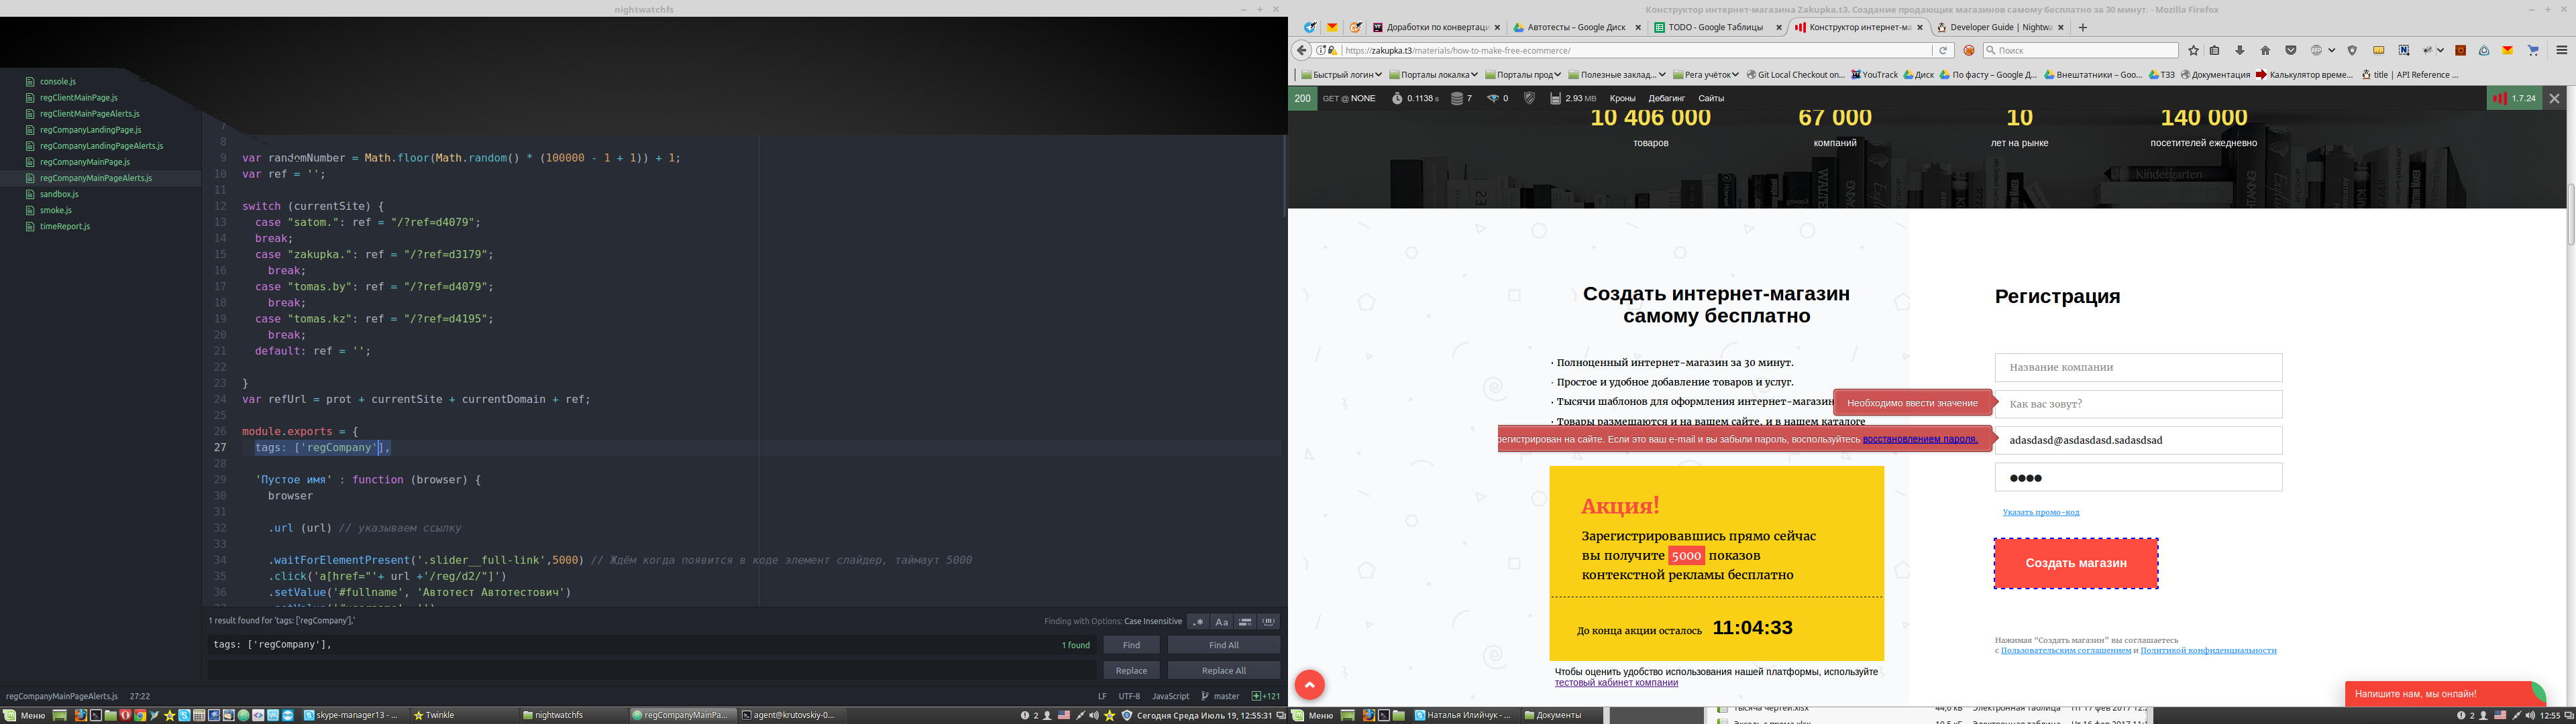 nightwatchfs
console.js
regClientMainPage.js
regClientMainPageAlerts.js
regCompanyLandingPage.js
regCompanyLandingPageAlerts.js
regCompanyMainPage.js
regCompanyMainPageAlerts.js
sandbox.js
smoke.js
timeReport.js
7
8
9 var randomNumber = Math.floor(Math.random() * (100000 - 1 + 1)) + 1;
10 var ref = '';
11
12 switch (currentSite) {
13 case "satom.": ref = "/?ref=d4079";
14 break;
15 case "zakupka.": ref = "/?ref=d3179";
16 break;
17 case "tomas.by": ref = "/?ref=d4079";
18 break;
19 case "tomas.kz": ref = "/?ref=d4195";
20 break;
21 default: ref = '';
22
23 }
24 var refUrl = prot + currentSite + currentDomain + ref;
25
26 module.exports = {
27 tags: ['regCompany'],
28
29 'Пустое имя' : function (browser) {
30 browser
31
32 .url (url) // указываем ссылку
33
34 .waitForElementPresent('.slider__full-link',5000) // Ждём когда появится в коде элемент слайдер, таймаут 5000
35 .click('a[href="'+ url +'/reg/d2/"]')
36 .setValue('#fullname', 'Автотест Автотестович')
1 result found for 'tags: ['regCompany'],'
Finding with Options: Case Insensitive
.* Aa
tags: ['regCompany'], 1 found
Find Find All
Replace Replace All
regCompanyMainPageAlerts.js 27:22
LF UTF-8 JavaScript master +121
Меню skype-manager13 - ... Twinkle nightwatchfs regCompanyMainPa... agent@krutovskiy-0...
2 Сегодня Среда Июль 19, 12:55:31
Конструктор интернет-магазина Zakupka.t3. Создание продающих магазинов самому бесплатно за 30 минут. - Mozilla Firefox
Доработки по конвертац Автотесты – Google Диск TODO - Google Таблицы Конструктор интернет-ма Developer Guide | Nightwa
https://zakupka.t3/materials/how-to-make-free-ecommerce/ Поиск
Быстрый логин Порталы локалка Порталы прод Полезные заклад... Рега учёток Git Local Checkout on... YouTrack Диск По фасту – Google Д... Внештатники – Goo... ТЗЗ Документация Калькулятор време... title | API Reference ...
200 GET @ NONE 0.1138 s 7 0 2.93 MB Кроны Дебагинг Сайты 1.7.24
10 406 000 67 000 10 140 000
товаров компаний лет на рынке посетителей ежедневно
Kindergarten
Создать интернет-магазин
самому бесплатно
· Полноценный интернет-магазин за 30 минут.
· Простое и удобное добавление товаров и услуг.
· Тысячи шаблонов для оформления интернет-магазин
· Товары размещаются и на вашем сайте, и в нашем каталоге
Регистрация
Название компании
Необходимо ввести значение
Как вас зовут?
регистрирован на сайте. Если это ваш e-mail и вы забыли пароль, воспользуйтесь восстановлением пароля.
adasdasd@asdasdasd.sadasdsad
Указать промо-код
Создать магазин
Нажимая “Создать магазин” вы соглашаетесь
с Пользовательским соглашением и Политикой конфиденциальности
Акция!
Зарегистрировавшись прямо сейчас
вы получите 5000 показов
контекстной рекламы бесплатно
До конца акции осталось 11:04:33
Чтобы оценить удобство использования нашей платформы, используйте
тестовый кабинет компании
Напишите нам, мы онлайн!
Меню Наталья Илийчук - ... Документы
2 12:55